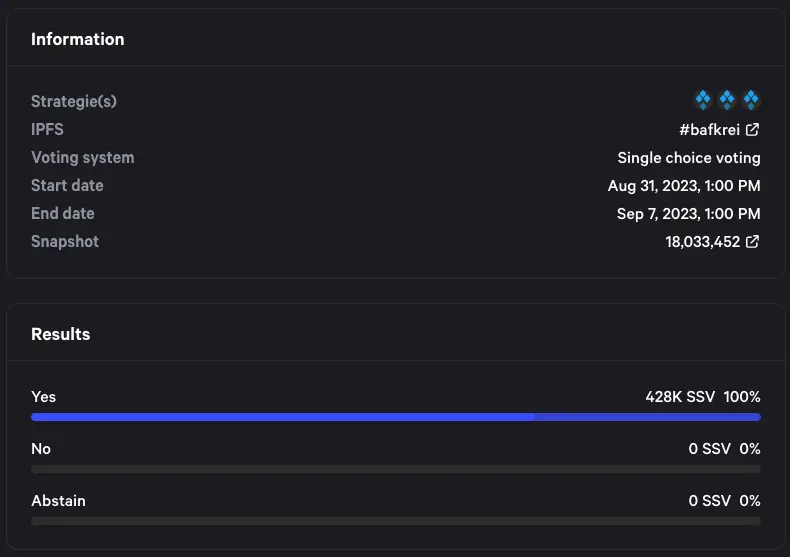 Information
Strategie(s)
IPFS #bafkrei
Voting system Single choice voting
Start date Aug 31, 2023, 1:00 PM
End date Sep 7, 2023, 1:00 PM
Snapshot 18,033,452
Results
Yes 428K SSV 100%
No 0 SSV 0%
Abstain 0 SSV 0%